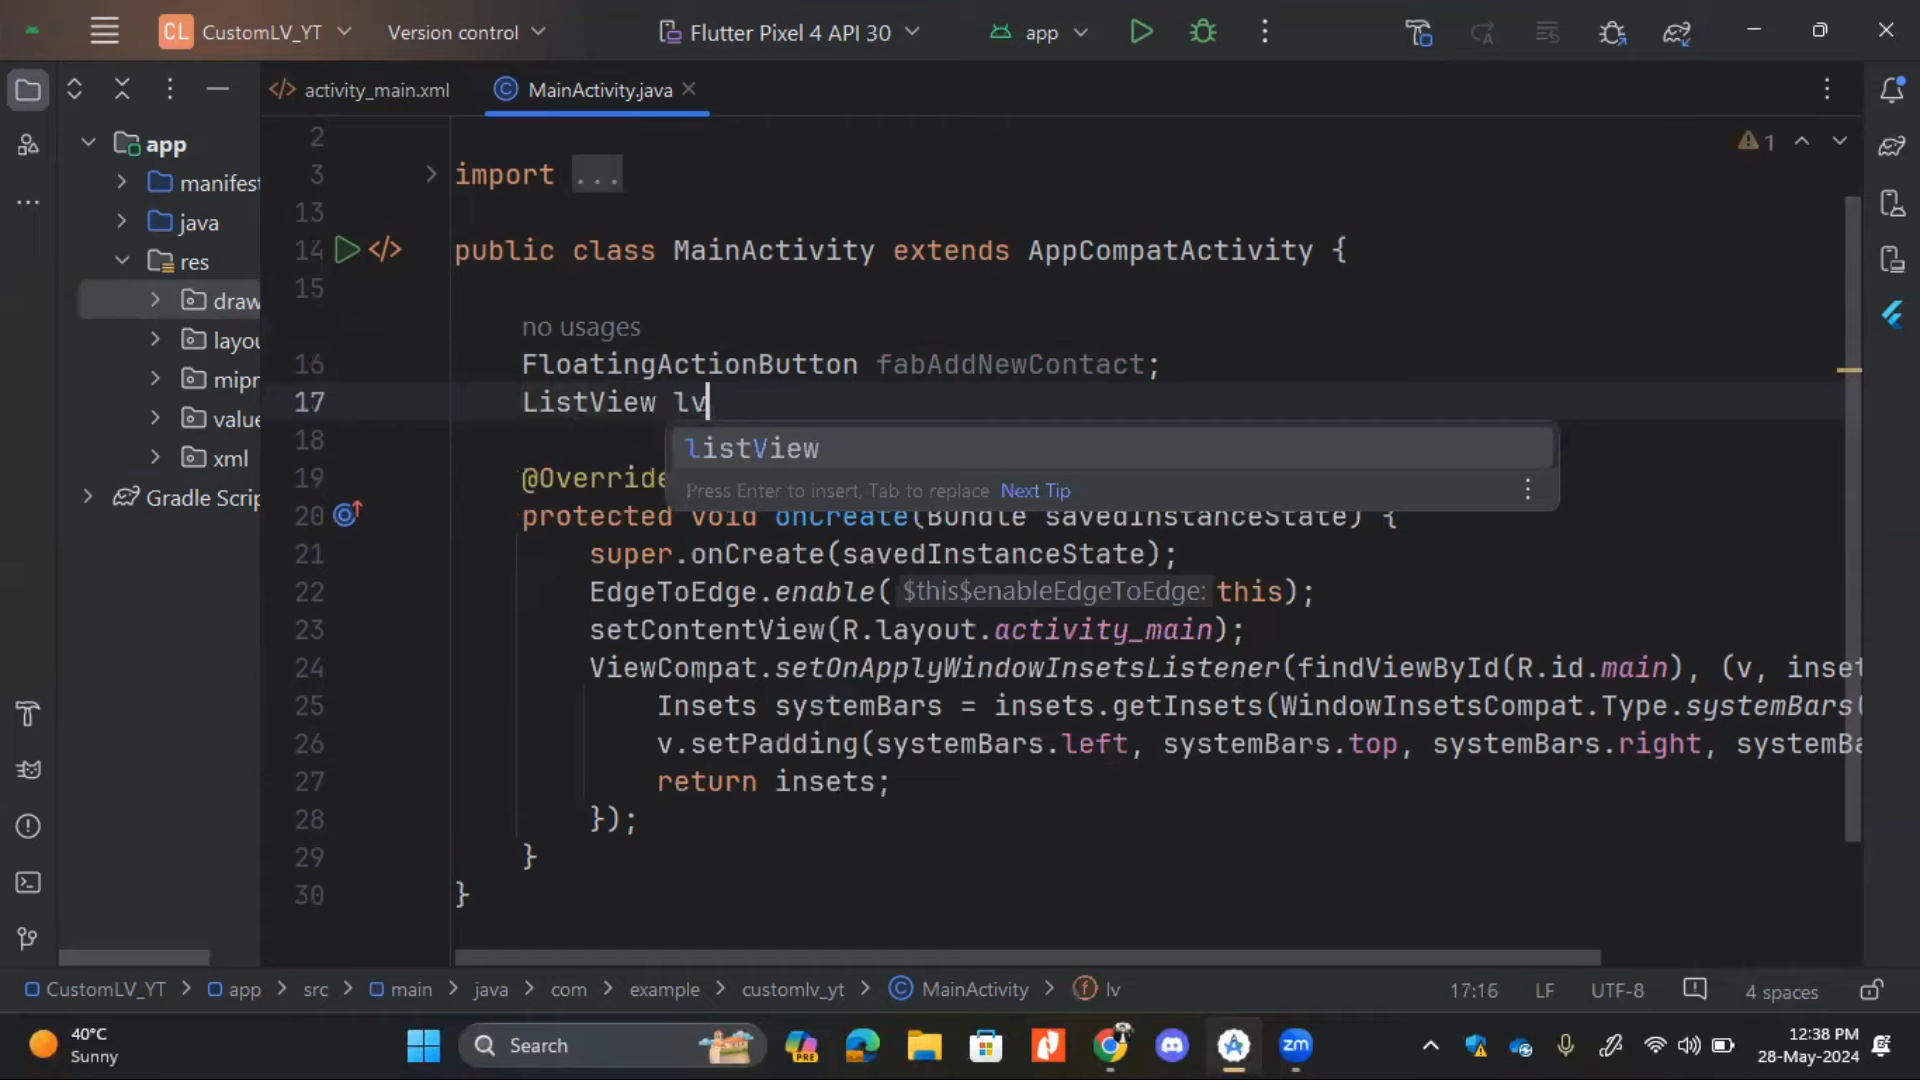 CL CustomLV_YT Version control Flutter Pixel 4 API 30 app
activity_main.xml MainActivity.java
app
manifest
java
res
draw
layou
mipr
value
xml
Gradle Scrip
2
3 import ...
13
14 public class MainActivity extends AppCompatActivity {
15
no usages
16 FloatingActionButton fabAddNewContact;
17 ListView lv
listView
Press Enter to insert, Tab to replace Next Tip
18
19 @Override
20 protected void onCreate(Bundle savedInstanceState) {
21 super.onCreate(savedInstanceState);
22 EdgeToEdge.enable( $this$enableEdgeToEdge: this);
23 setContentView(R.layout.activity_main);
24 ViewCompat.setOnApplyWindowInsetsListener(findViewById(R.id.main), (v, inset
25 Insets systemBars = insets.getInsets(WindowInsetsCompat.Type.systemBars(
26 v.setPadding(systemBars.left, systemBars.top, systemBars.right, systemBa
27 return insets;
28 });
29 }
30 }
1
CustomLV_YT > app > src > main > java > com > example > customlv_yt > MainActivity > lv 17:16 LF UTF-8 4 spaces
40°C
Sunny
Search
PRE
zm
12:38 PM
28-May-2024